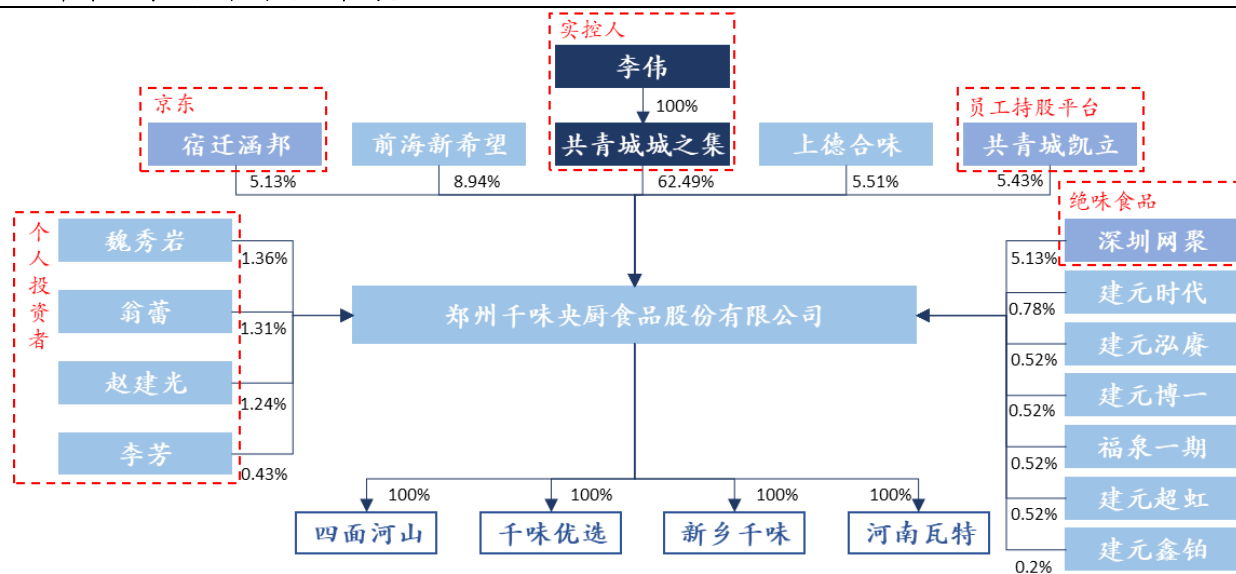 实控人
李伟
100%
京东
员工持股平台
宿迁涵邦
前海新希望
共青城城之集
上德合味
共青城凯立
5.13%
8.94%
62.49%
5.51%
5.43%
个人投资者
魏秀岩
1.36%
翁蕾
1.31%
赵建光
1.24%
李芳
0.43%
郑州千味央厨食品股份有限公司
绝味食品
深圳网聚
5.13%
建元时代
0.78%
建元泓赓
0.52%
建元博一
0.52%
福泉一期
0.52%
建元超虹
0.52%
建元鑫铂
0.2%
100%
100%
100%
100%
四面河山
千味优选
新乡千味
河南瓦特